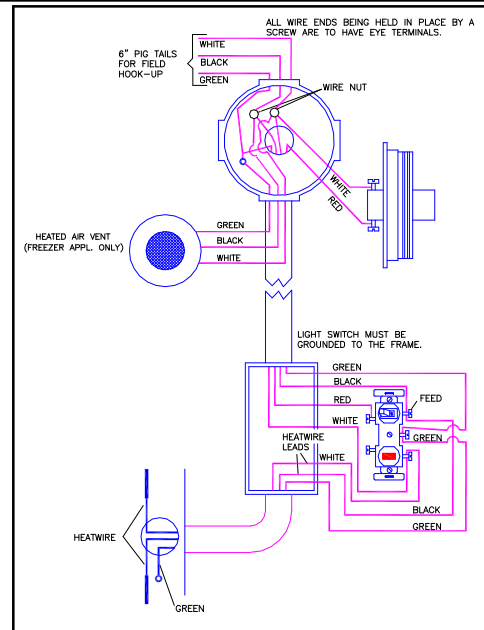 ALL WIRE ENDS BEING HELD IN PLACE BY A
SCREW ARE TO HAVE EYE TERMINALS.
6" PIG TAILS
FOR FIELD
HOOK-UP
WHITE
BLACK
GREEN
WIRE NUT
WHITE
RED
HEATED AIR VENT
(FREEZER APPL. ONLY)
GREEN
BLACK
WHITE
LIGHT SWITCH MUST BE
GROUNDED TO THE FRAME.
GREEN
BLACK
RED
FEED
WHITE
GREEN
HEATWIRE
LEADS
WHITE
BLACK
GREEN
HEATWIRE
GREEN